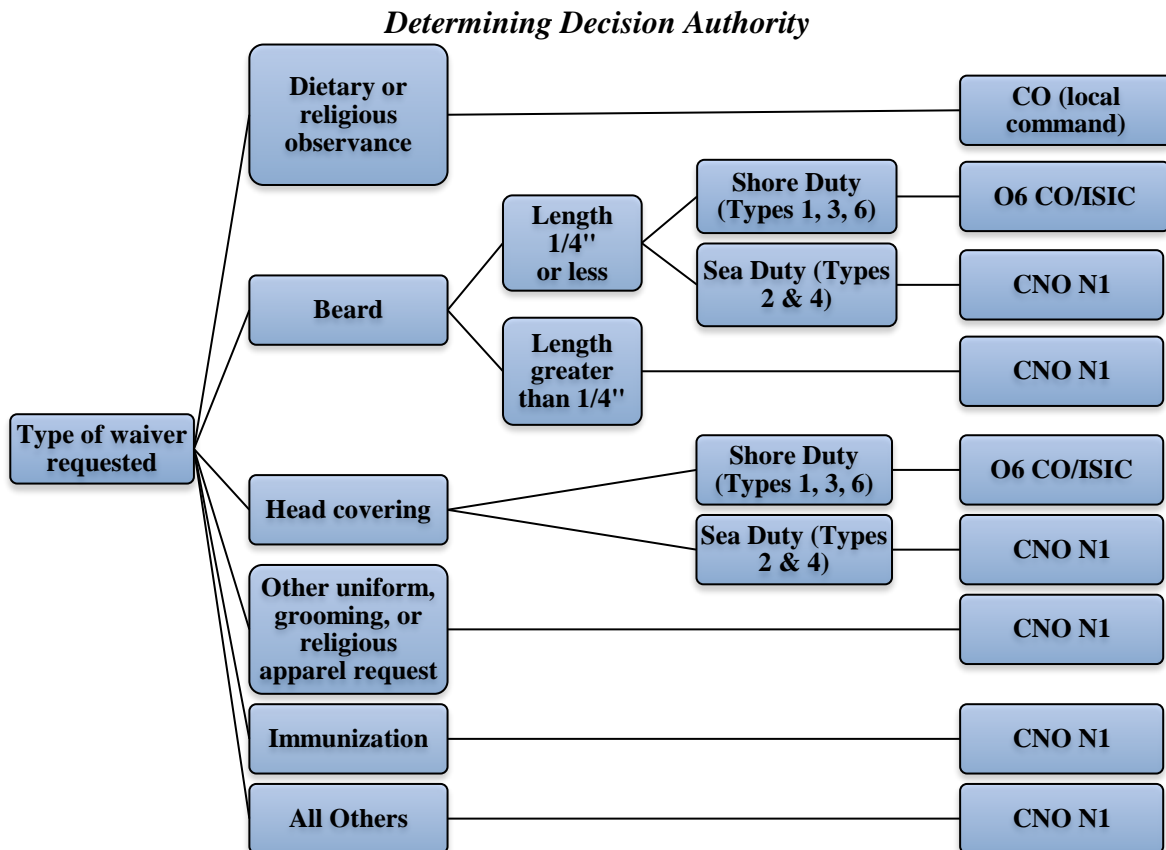 Determining Decision Authority
Dietary or
religious
observance
CO (local
command)
Beard
Length
1/4"
or less
Shore Duty
(Types 1, 3, 6)
O6 CO/ISIC
Sea Duty (Types
2 & 4)
CNO N1
Length
greater
than 1/4"
CNO N1
Type of waiver
requested
Head covering
Shore Duty
(Types 1, 3, 6)
O6 CO/ISIC
Sea Duty (Types
2 & 4)
CNO N1
Other uniform,
grooming, or
religious
apparel request
CNO N1
Immunization
CNO N1
All Others
CNO N1